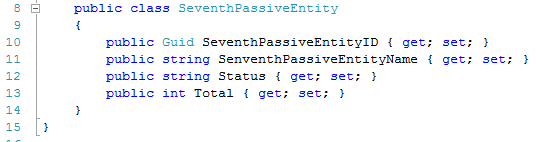 8 public class SeventhPassiveEntity
9 {
10 public Guid SeventhPassiveEntityID { get; set; }
11 public string SenventhPassiveEntityName { get; set; }
12 public string Status { get; set; }
13 public int Total { get; set; }
14 }
15 }